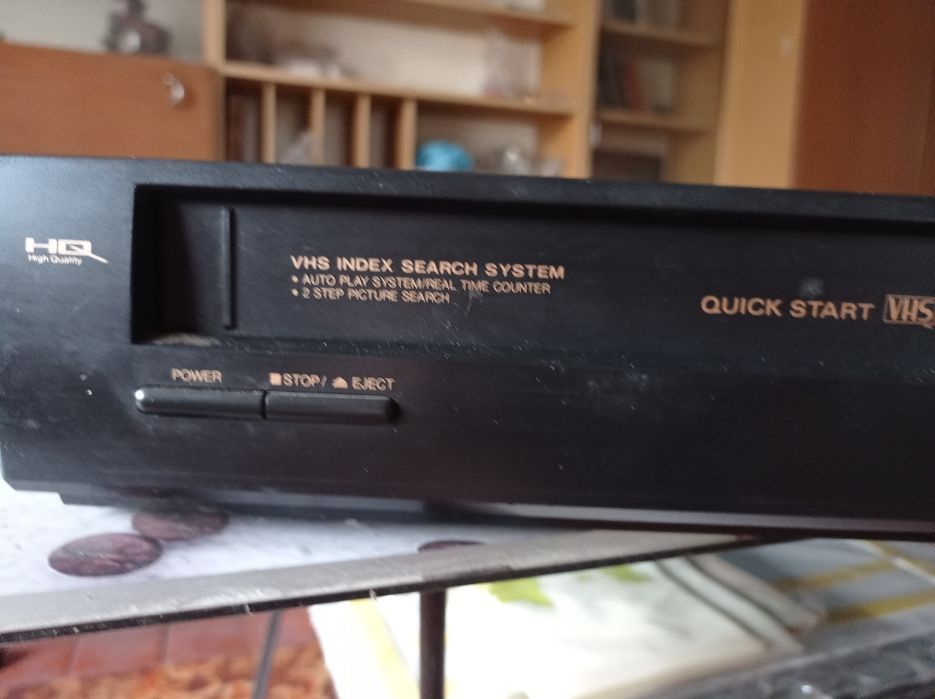 HQ
High Quality
VHS INDEX SEARCH SYSTEM
• AUTO PLAY SYSTEM/REAL TIME COUNTER
• 2 STEP PICTURE SEARCH
QUICK START VHS
POWER ■STOP/⏏ EJECT